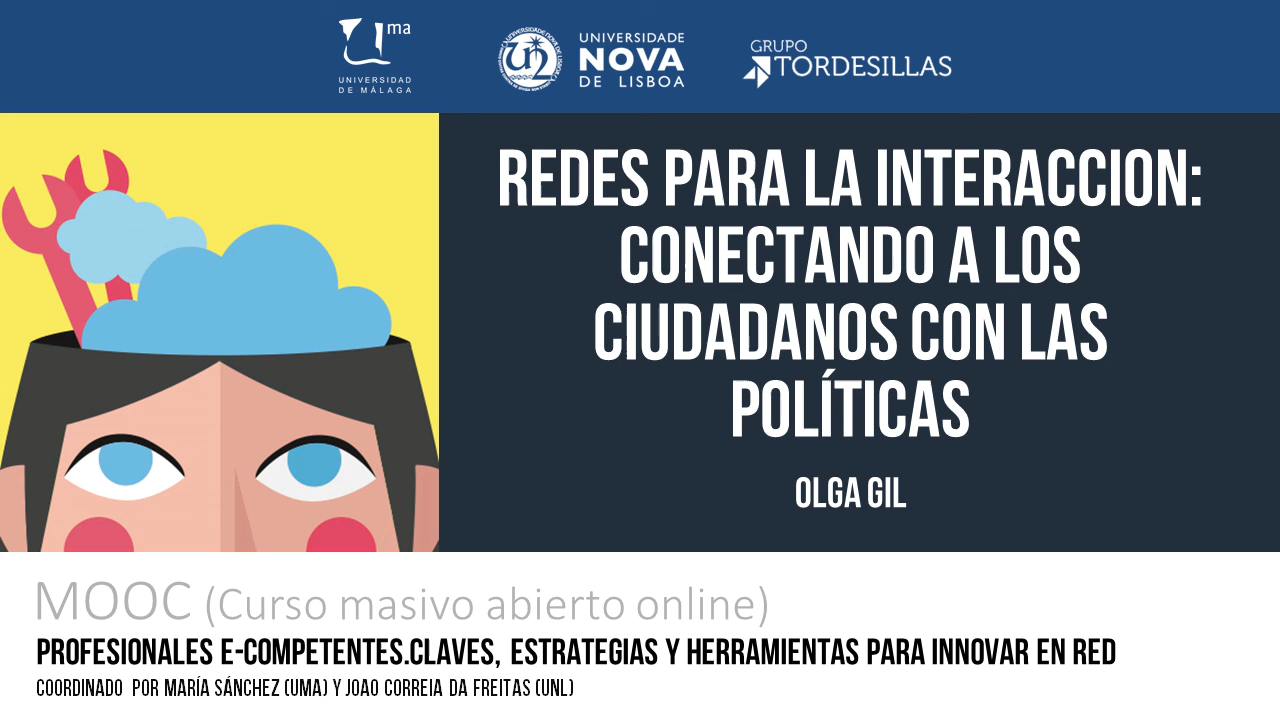 ma
UNIVERSIDAD
DE MÁLAGA
UNIVERSIDADE
NOVA
DE LISBOA
GRUPO
TORDESILLAS
REDES PARA LA INTERACCION:
CONECTANDO A LOS
CIUDADANOS CON LAS
POLÍTICAS
OLGA GIL
MOOC (Curso masivo abierto online)
PROFESIONALES E-COMPETENTES.CLAVES, ESTRATEGIAS Y HERRAMIENTAS PARA INNOVAR EN RED
COORDINADO POR MARÍA SÁNCHEZ (UMA) Y JOAO CORREIA DA FREITAS (UNL)